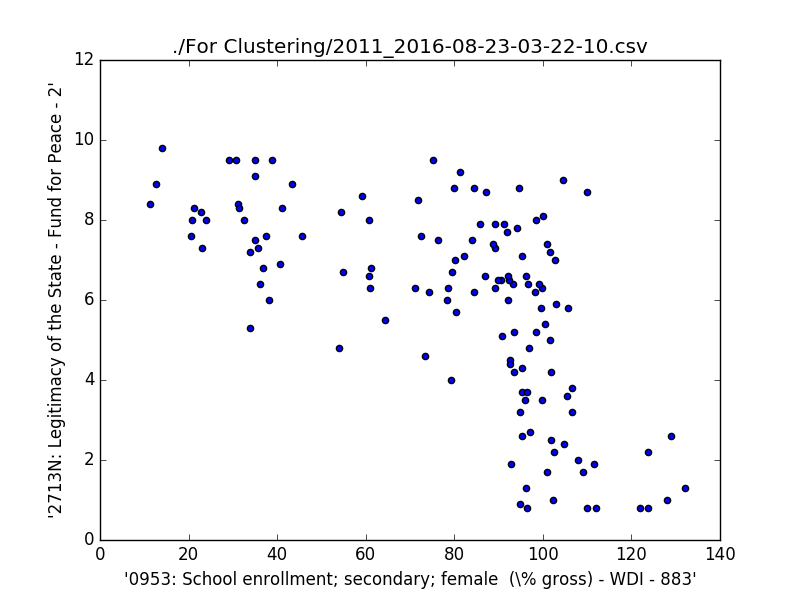 ./For Clustering/2011_2016-08-23-03-22-10.csv
12
10
8
6
4
2
0
'2713N: Legitimacy of the State - Fund for Peace - 2'
0 20 40 60 80 100 120 140
'0953: School enrollment; secondary; female  (\% gross) - WDI - 883'